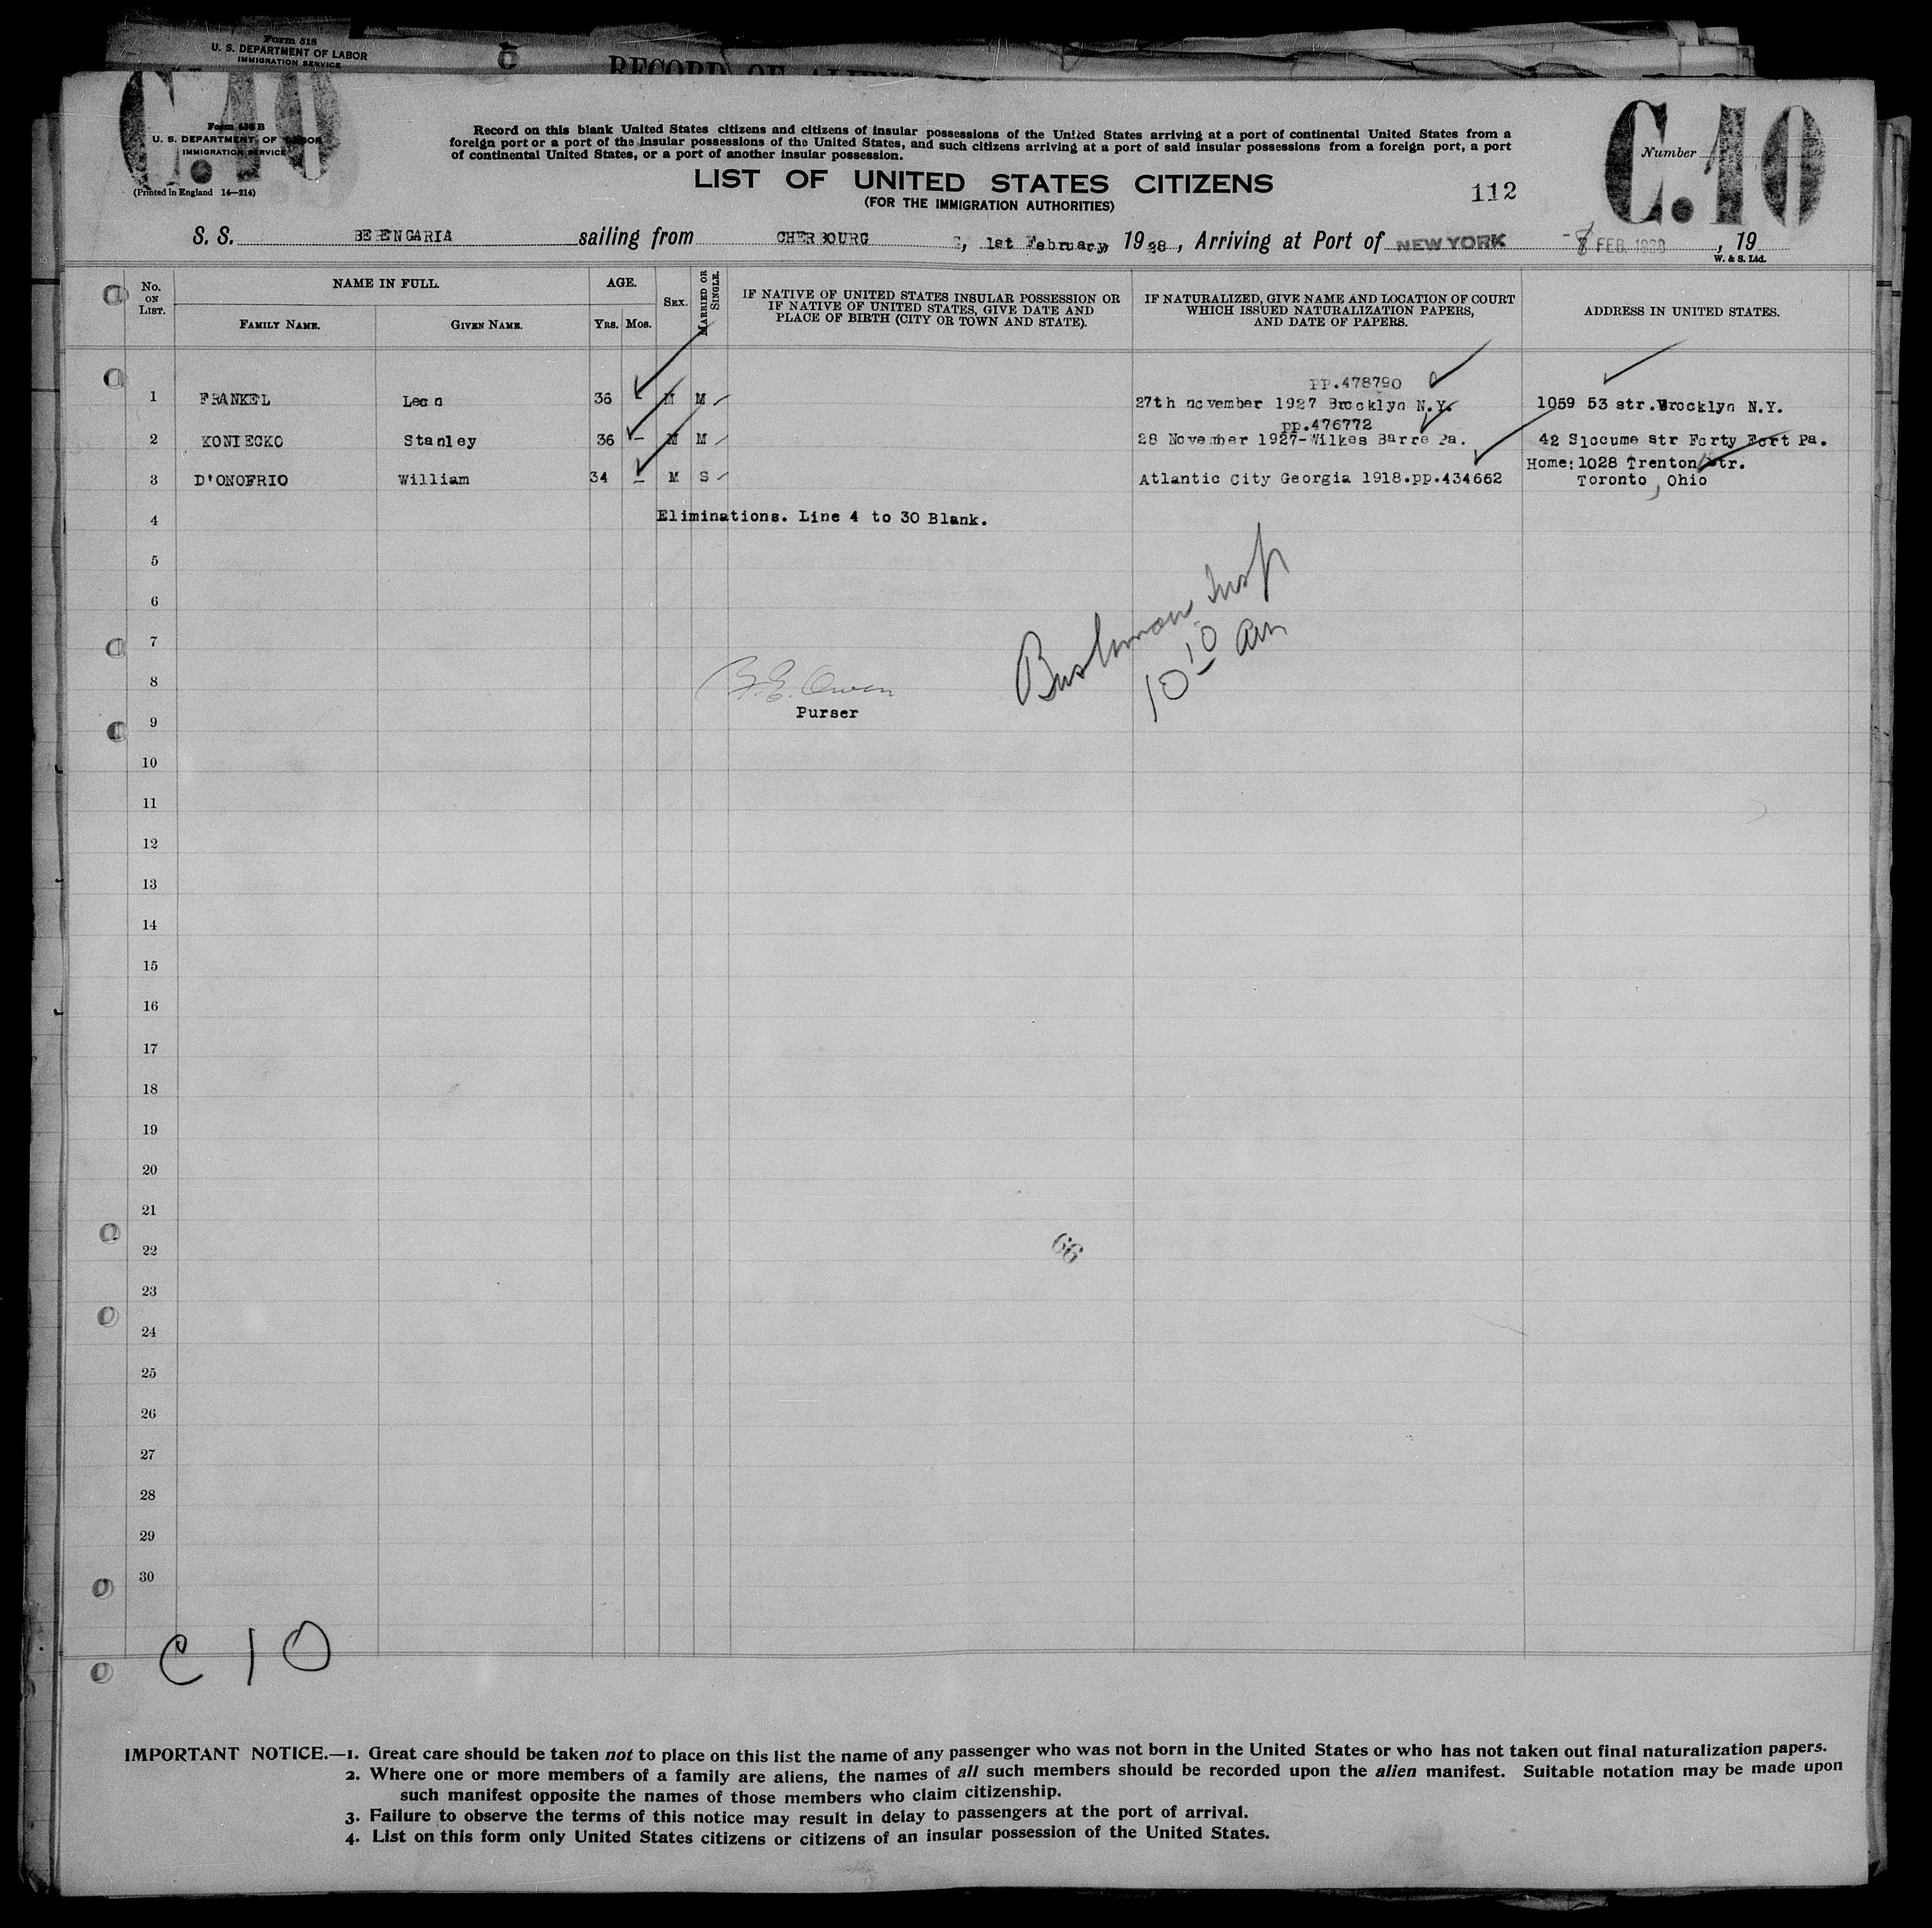 Form 518
U. S. DEPARTMENT OF LABOR
IMMIGRATION SERVICE
RECORD OF ALIENS
C.10
Form 630 B
U. S. DEPARTMENT OF LABOR
IMMIGRATION SERVICE
(Printed in England 14—214)
Record on this blank United States citizens and citizens of insular possessions of the United States arriving at a port of continental United States from a
foreign port or a port of the insular possessions of the United States, and such citizens arriving at a port of said insular possessions from a foreign port, a port
of continental United States, or a port of another insular possession.
LIST OF UNITED STATES CITIZENS
(FOR THE IMMIGRATION AUTHORITIES)
112
Number
C.10
S. S. BERENGARIA sailing from CHERBOURG, 1st February, 1928, Arriving at Port of NEW YORK -8 FEB. 1928, 19
W. & S. Ltd.
No. ON LIST.
NAME IN FULL.
FAMILY NAME. GIVEN NAME.
AGE.
YRS. MOS.
SEX.
MARRIED OR SINGLE.
IF NATIVE OF UNITED STATES INSULAR POSSESSION OR
IF NATIVE OF UNITED STATES, GIVE DATE AND
PLACE OF BIRTH (CITY OR TOWN AND STATE).
IF NATURALIZED, GIVE NAME AND LOCATION OF COURT
WHICH ISSUED NATURALIZATION PAPERS,
AND DATE OF PAPERS.
ADDRESS IN UNITED STATES.
pp.478790
1 FRANKEL Leon 36 - M M 27th november 1927 Brooklyn N.Y. 1059 53 str.Brooklyn N.Y.
pp.476772
2 KONIECKO Stanley 36 — M M 28 November 1927-Wilkes Barre Pa. 42 Slocume str Forty Fort Pa.
Home: 1028 Trenton str.
3 D'ONOFRIO William 34 — M S Atlantic City Georgia 1918.pp.434662 Toronto, Ohio
4 Eliminations. Line 4 to 30 Blank.
5
6
7
Bushman Insp
10 10 am
8
Owen
9 Purser
10
11
12
13
14
15
16
17
18
19
20
21
22
66
23
24
25
26
27
28
29
30
C 10
IMPORTANT NOTICE.—1. Great care should be taken not to place on this list the name of any passenger who was not born in the United States or who has not taken out final naturalization papers.
2. Where one or more members of a family are aliens, the names of all such members should be recorded upon the alien manifest. Suitable notation may be made upon
such manifest opposite the names of those members who claim citizenship.
3. Failure to observe the terms of this notice may result in delay to passengers at the port of arrival.
4. List on this form only United States citizens or citizens of an insular possession of the United States.